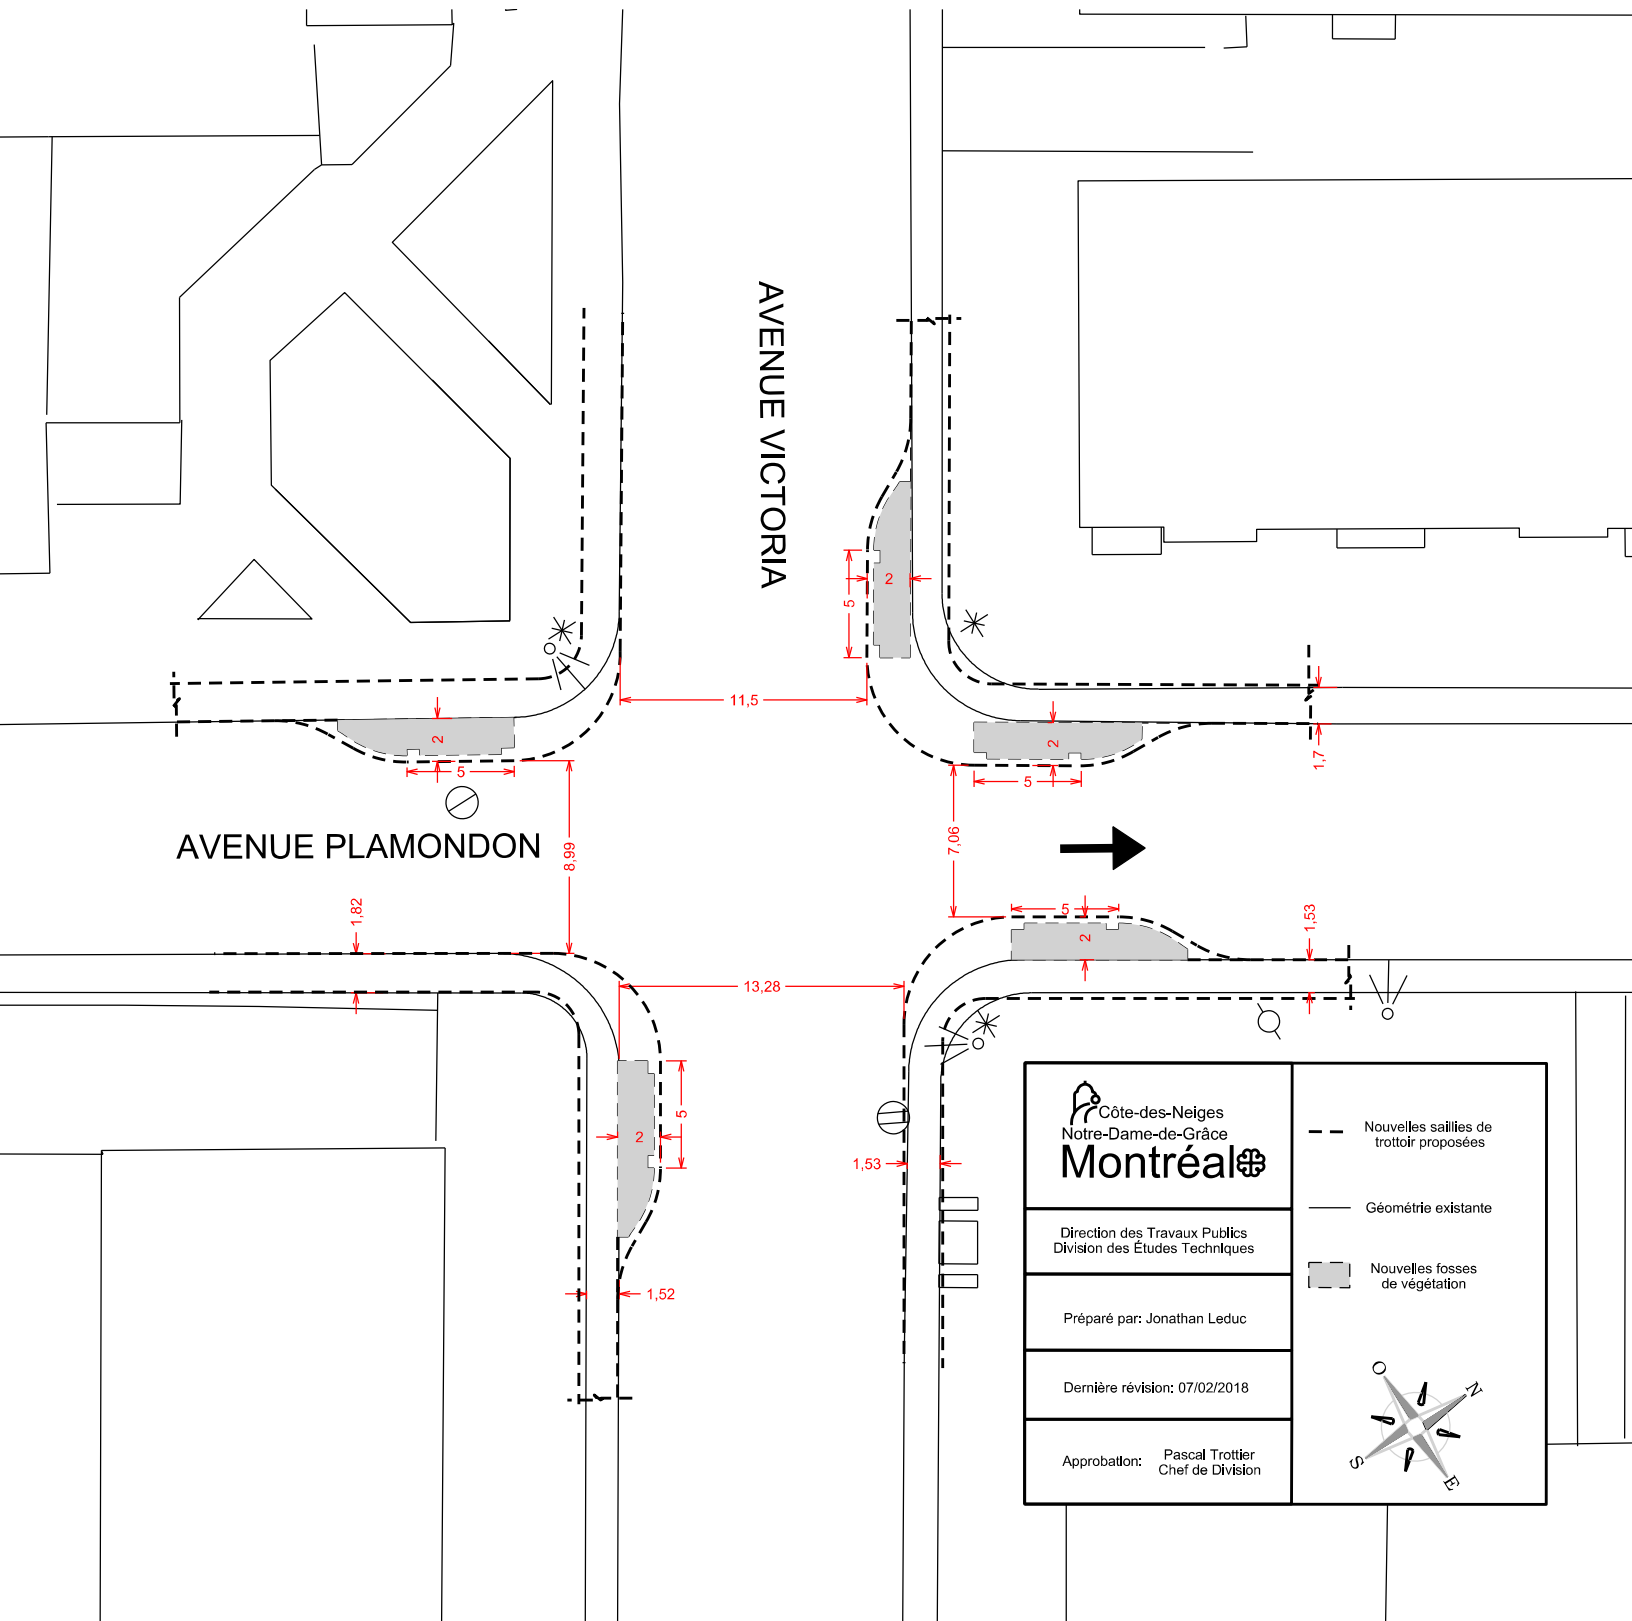 AVENUE VICTORIA
2
5
11,5
2
5
2
5
1,7
AVENUE PLAMONDON
8,99
7,06
1,82
5
2
1,53
13,28
2
5
1,53
1,52
Côte-des-Neiges
Notre-Dame-de-Grâce
Montréal
Direction des Travaux Publics
Division des Études Techniques
Préparé par: Jonathan Leduc
Dernière révision: 07/02/2018
Approbation: Pascal Trottier
Chef de Division
Nouvelles saillies de
trottoir proposées
Géométrie existante
Nouvelles fosses
de végétation
O
N
S
E